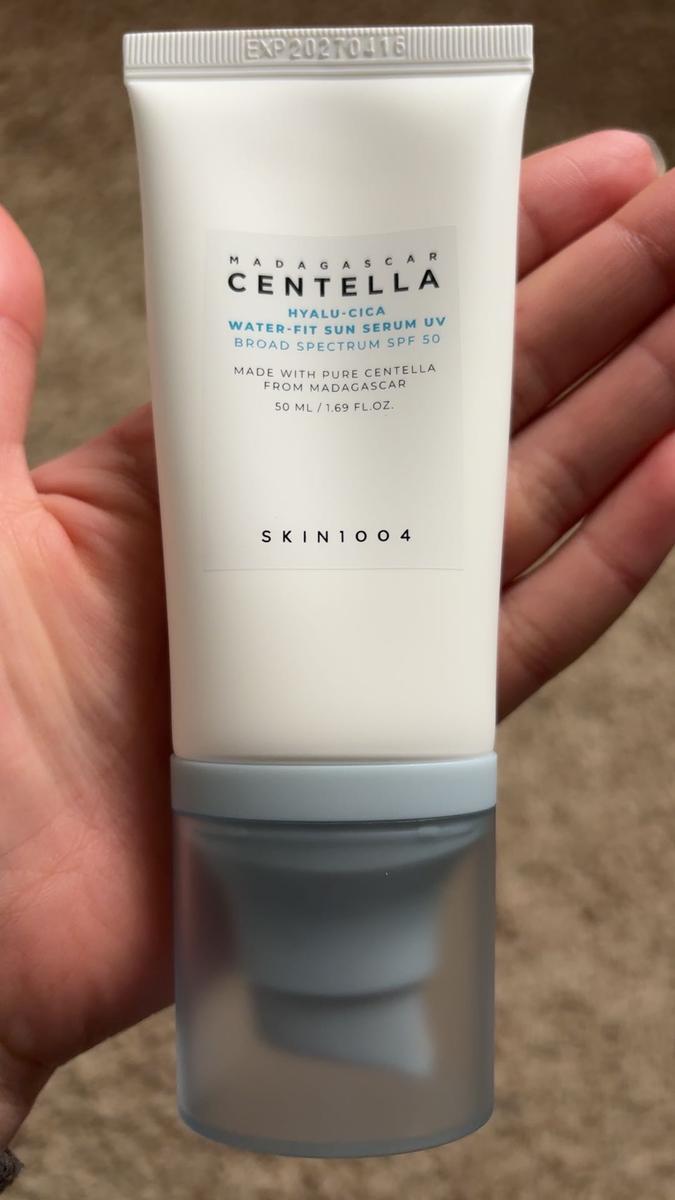 EXP20270416
MADAGASCAR
CENTELLA
HYALU-CICA
WATER-FIT SUN SERUM UV
BROAD SPECTRUM SPF 50
MADE WITH PURE CENTELLA
FROM MADAGASCAR
50 ML / 1.69 FL.OZ.
SKIN1004